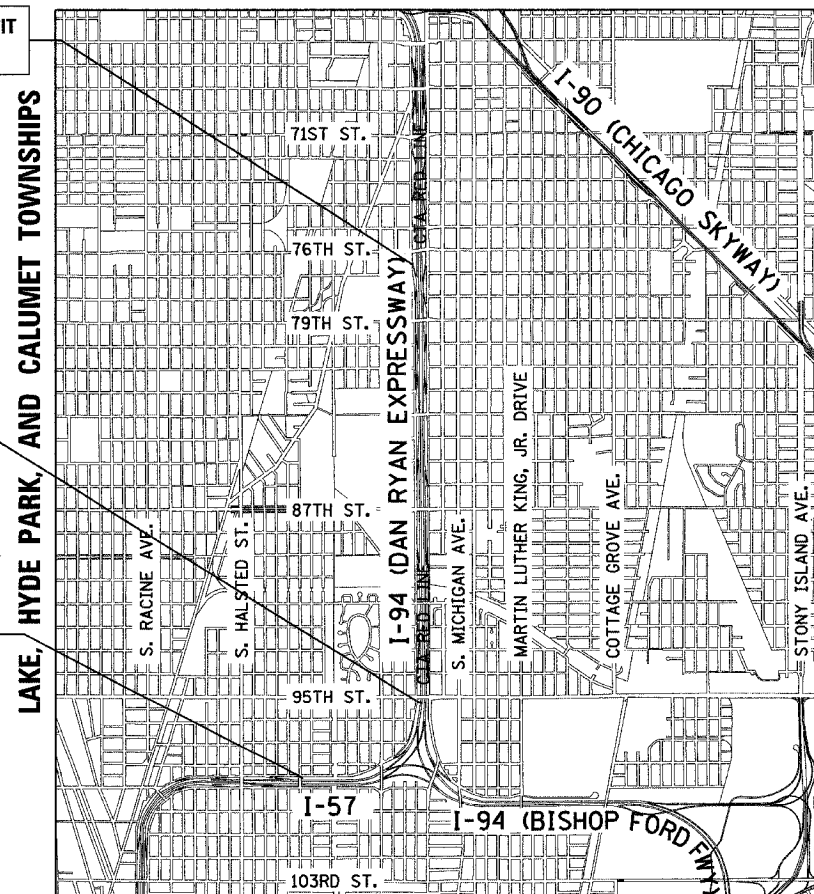 IT
LAKE, HYDE PARK, AND CALUMET TOWNSHIPS
71ST ST.
76TH ST.
79TH ST.
87TH ST.
95TH ST.
103RD ST.
S. RACINE AVE.
S. HALSTED ST.
I-94 (DAN RYAN EXPRESSWAY)
CTA RED LINE
CTA RED LINE
S. MICHIGAN AVE.
MARTIN LUTHER KING, JR. DRIVE
COTTAGE GROVE AVE.
STONY ISLAND AVE.
I-90 (CHICAGO SKYWAY)
I-57
I-94 (BISHOP FORD FWY